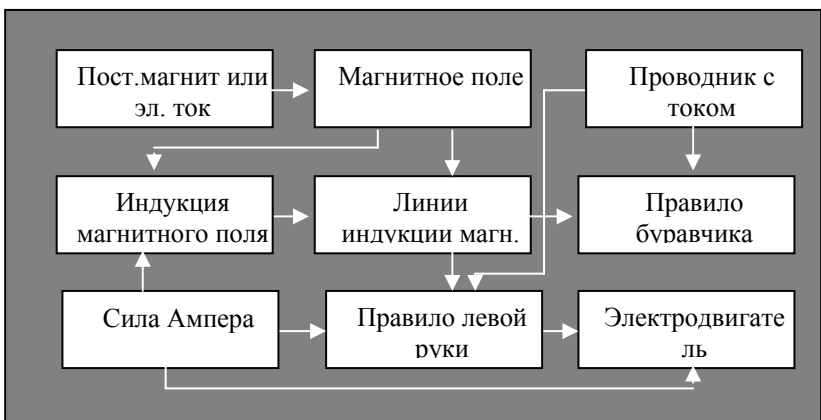 Пост.магнит или
эл. ток
Магнитное поле
Проводник с
током
Индукция
магнитного поля
Линии
индукции магн.
Правило
буравчика
Сила Ампера
Правило левой
руки
Электродвигате
ль